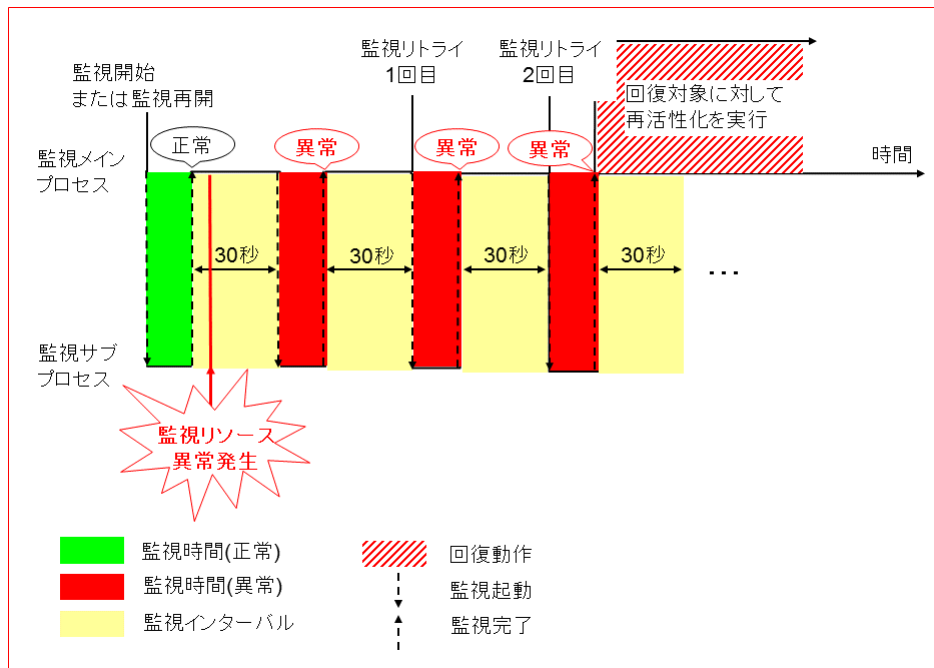 監視開始
または監視再開
監視リトライ
1回目
監視リトライ
2回目
回復対象に対して
再活性化を実行
正常
異常
異常
異常
監視メイン
プロセス
時間
30秒
30秒
30秒
30秒
...
監視サブ
プロセス
監視リソース
異常発生
監視時間(正常)
監視時間(異常)
監視インターバル
回復動作
監視起動
監視完了